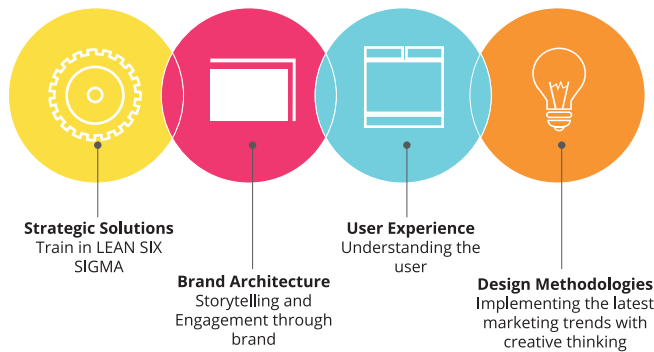 Strategic Solutions
Train in LEAN SIX
SIGMA
Brand Architecture
Storytelling and
Engagement through
brand
User Experience
Understanding the
user
Design Methodologies
Implementing the latest
marketing trends with
creative thinking